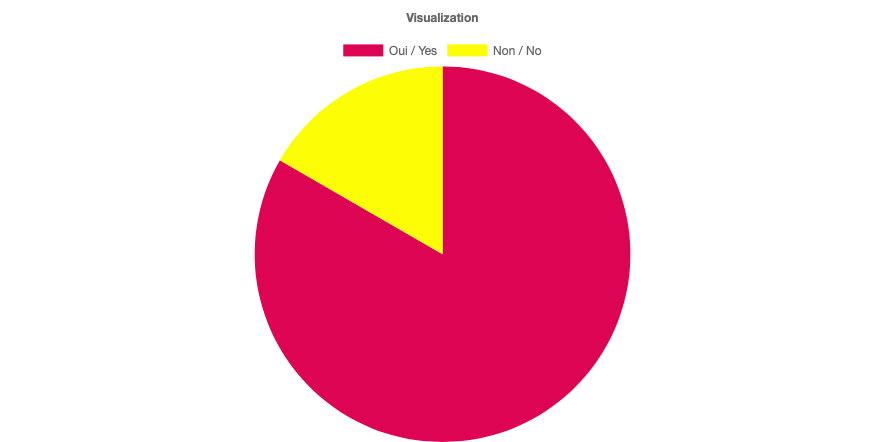 Visualization
Oui / Yes Non / No